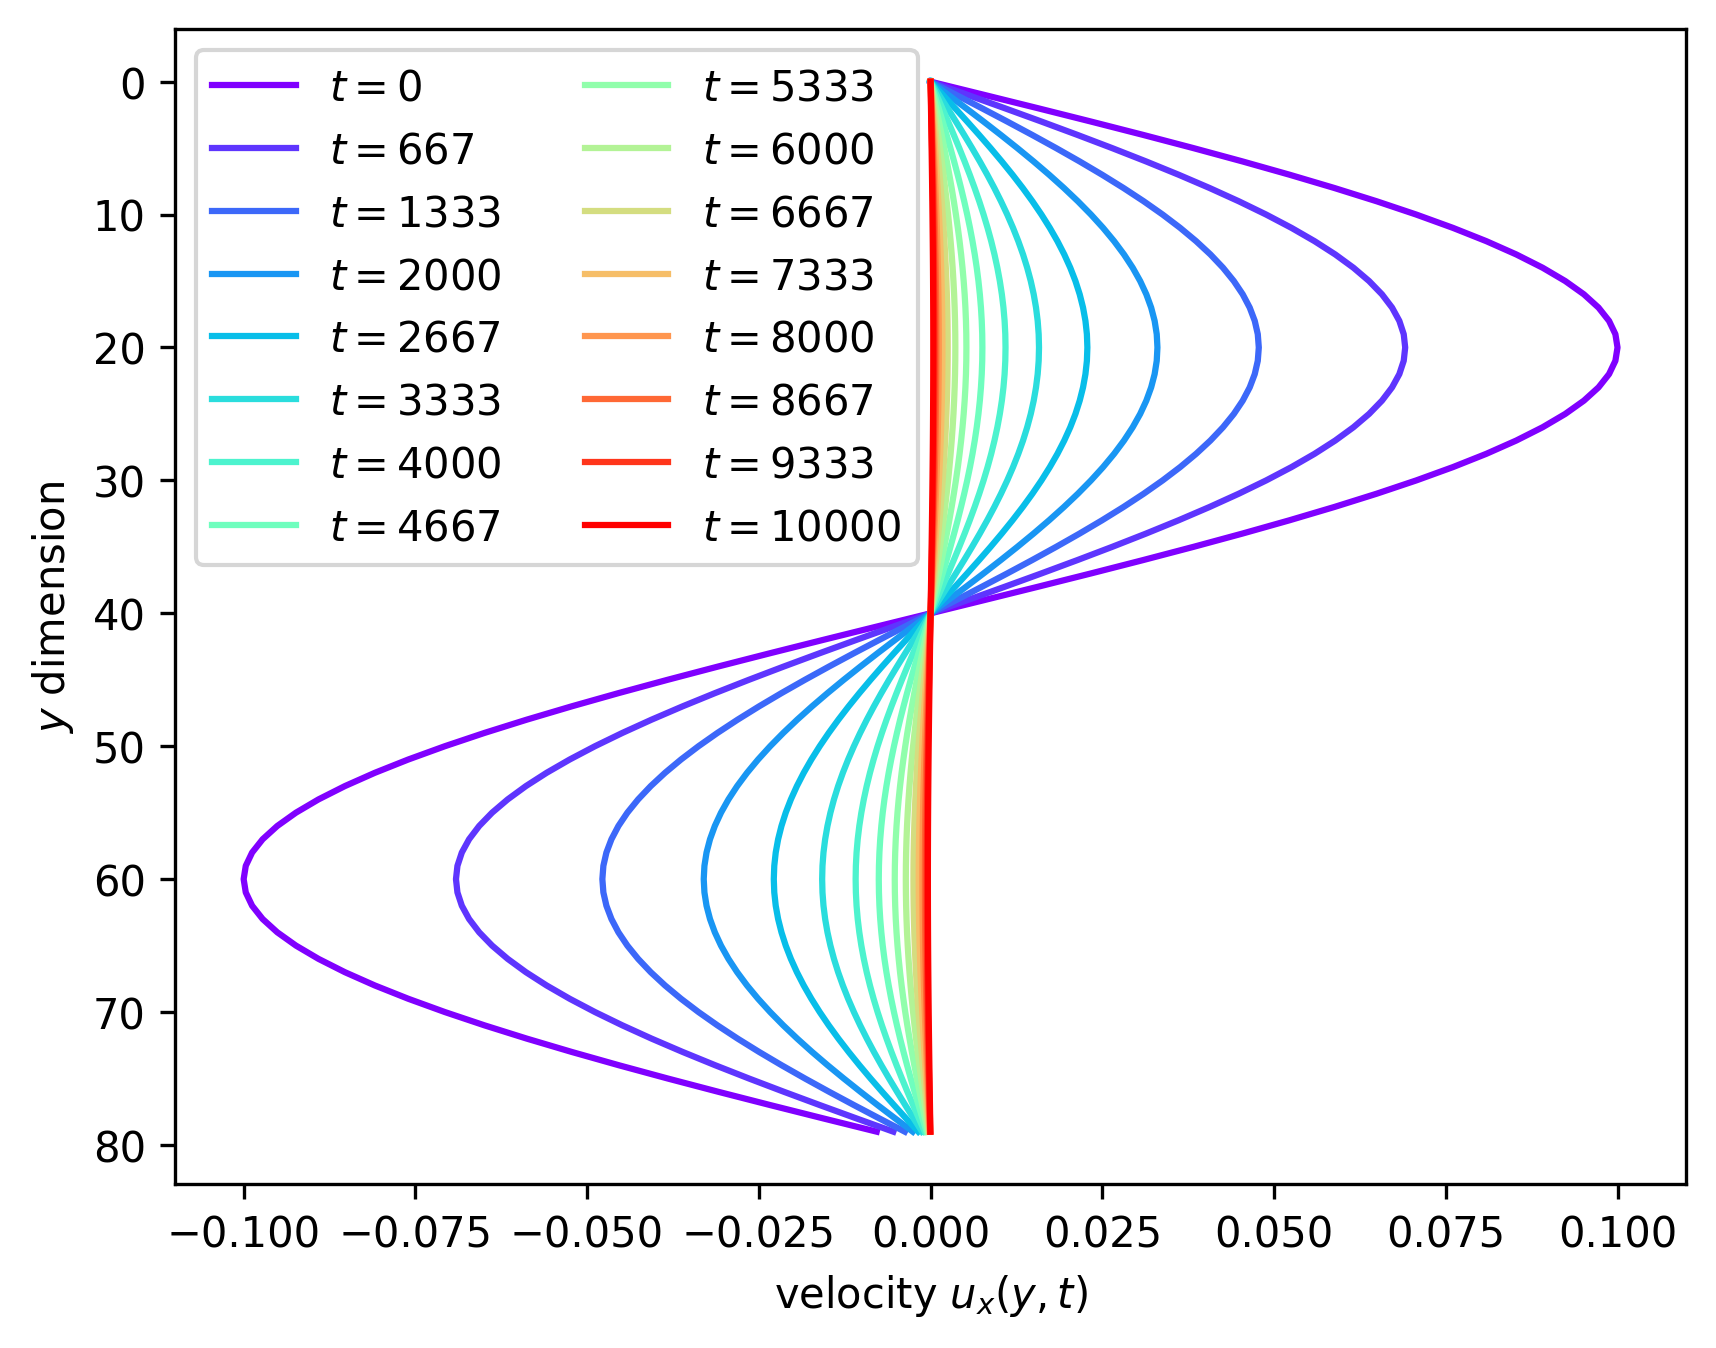 0
10
20
30
40
50
60
70
80
y dimension
t = 0
t = 667
t = 1333
t = 2000
t = 2667
t = 3333
t = 4000
t = 4667
t = 5333
t = 6000
t = 6667
t = 7333
t = 8000
t = 8667
t = 9333
t = 10000
−0.100 −0.075 −0.050 −0.025 0.000 0.025 0.050 0.075 0.100
velocity uₓ(y, t)